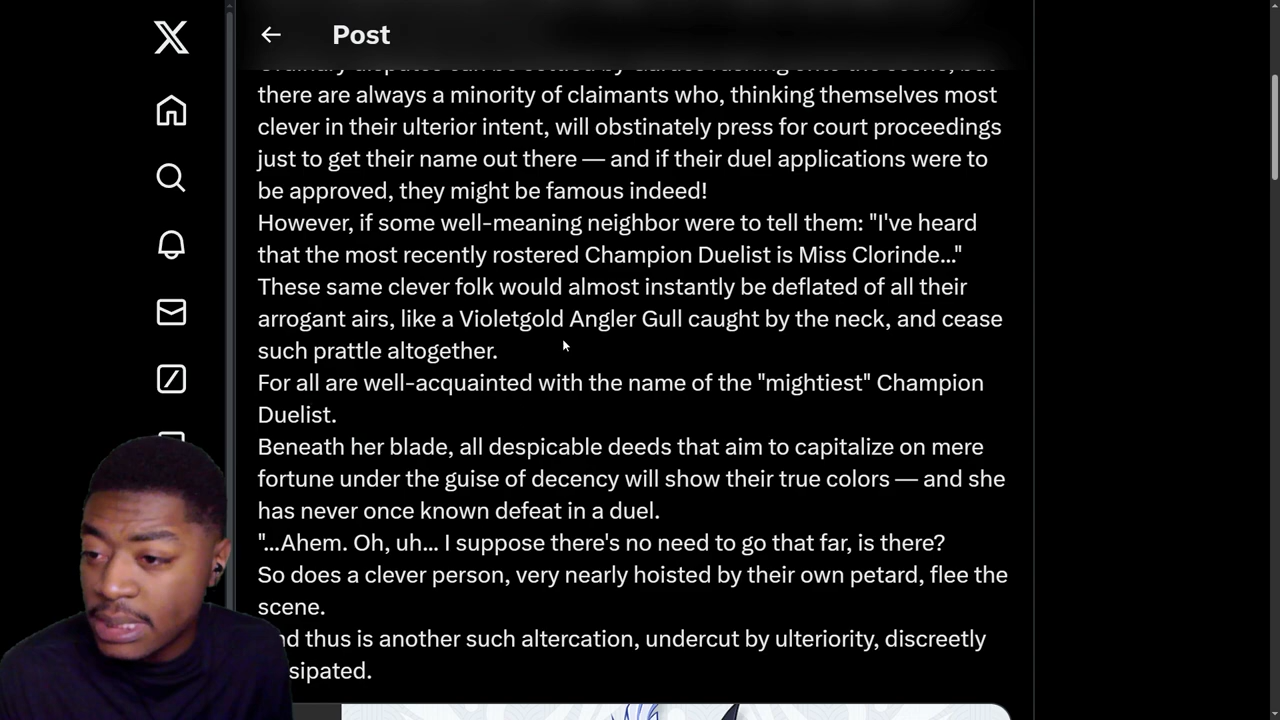 Post
there are always a minority of claimants who, thinking themselves most
clever in their ulterior intent, will obstinately press for court proceedings
just to get their name out there — and if their duel applications were to
be approved, they might be famous indeed!
However, if some well-meaning neighbor were to tell them: "I've heard
that the most recently rostered Champion Duelist is Miss Clorinde..."
These same clever folk would almost instantly be deflated of all their
arrogant airs, like a Violetgold Angler Gull caught by the neck, and cease
such prattle altogether.
For all are well-acquainted with the name of the "mightiest" Champion
Duelist.
Beneath her blade, all despicable deeds that aim to capitalize on mere
fortune under the guise of decency will show their true colors — and she
has never once known defeat in a duel.
"...Ahem. Oh, uh... I suppose there's no need to go that far, is there?
So does a clever person, very nearly hoisted by their own petard, flee the
scene.
nd thus is another such altercation, undercut by ulteriority, discreetly
sipated.